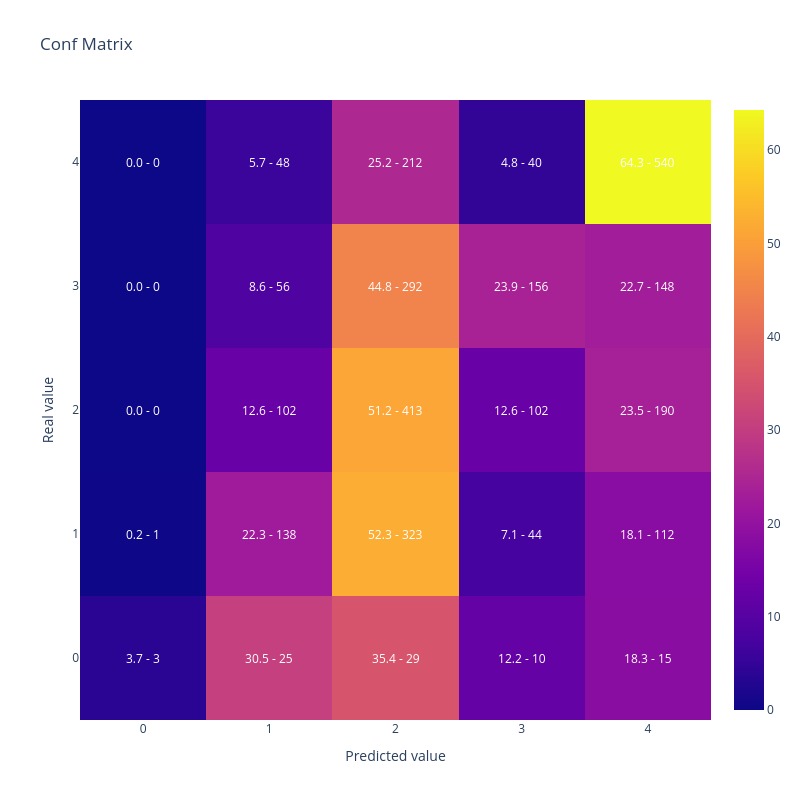 Conf Matrix
4 0.0 - 0 5.7 - 48 25.2 - 212 4.8 - 40 64.3 - 540
3 0.0 - 0 8.6 - 56 44.8 - 292 23.9 - 156 22.7 - 148
2 0.0 - 0 12.6 - 102 51.2 - 413 12.6 - 102 23.5 - 190
1 0.2 - 1 22.3 - 138 52.3 - 323 7.1 - 44 18.1 - 112
0 3.7 - 3 30.5 - 25 35.4 - 29 12.2 - 10 18.3 - 15
0 1 2 3 4
Predicted value
Real value
60
50
40
30
20
10
0